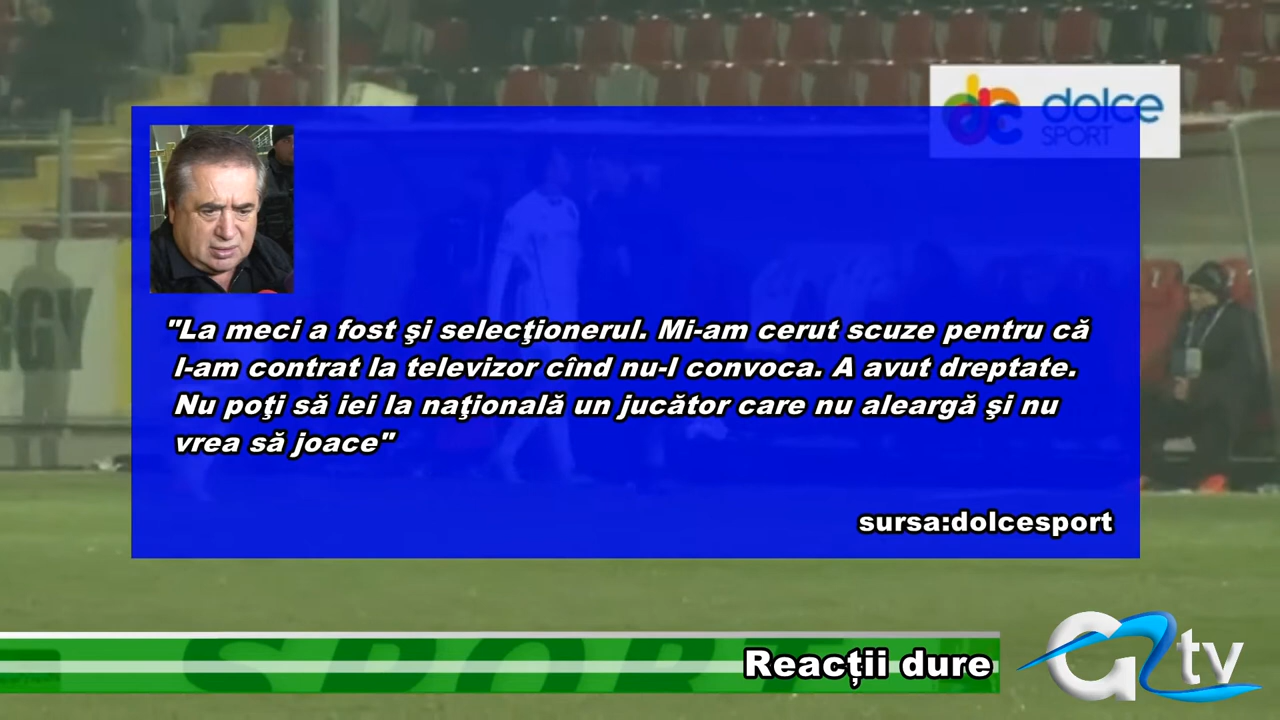 dolce
SPORT
"La meci a fost şi selecţionerul. Mi-am cerut scuze pentru că
l-am contrat la televizor cînd nu-l convoca. A avut dreptate.
Nu poţi să iei la naţională un jucător care nu aleargă şi nu
vrea să joace"
sursa:dolcesport
SPORT
Reacții dure
G2 tv